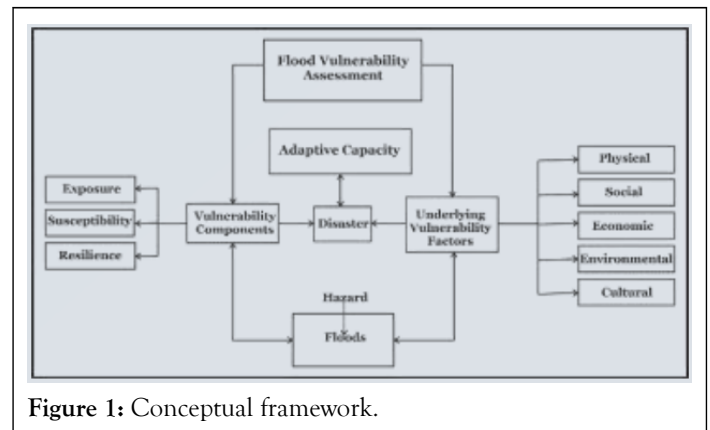 Flood Vulnerability
Assessment
Adaptive Capacity
Exposure
Susceptibility
Resilience
Vulnerability
Components
Disaster
Underlying
Vulnerability
Factors
Physical
Social
Economic
Environmental
Cultural
Hazard
Floods
Figure 1: Conceptual framework.